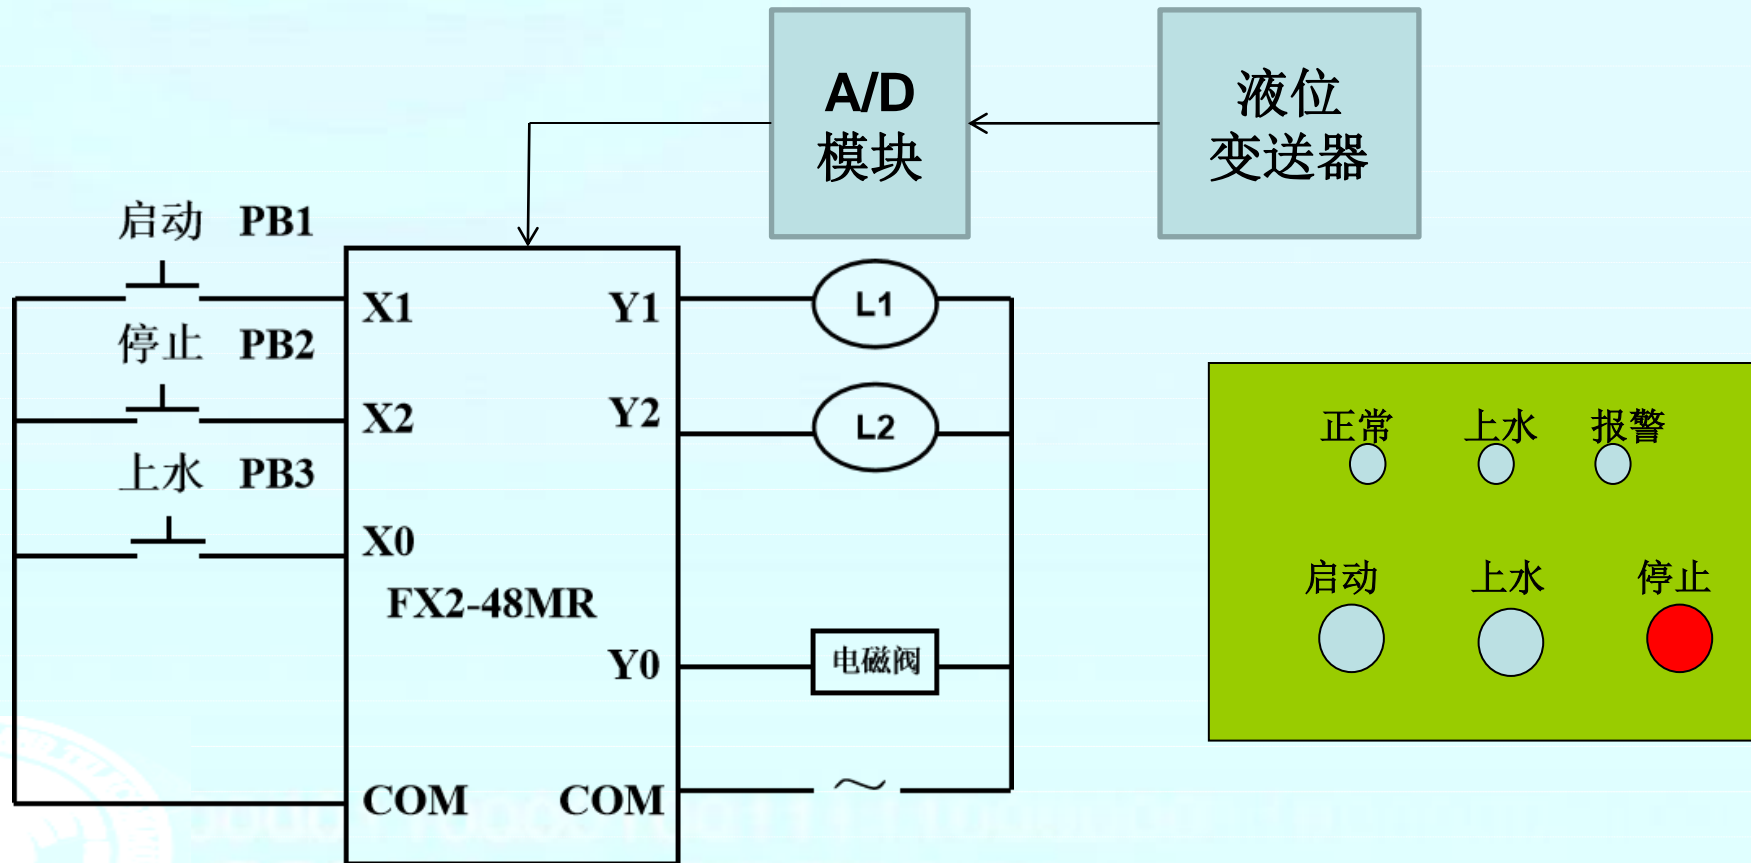 A/D
模块
液位
变送器
启动 PB1
停止 PB2
上水 PB3
X1
X2
X0
FX2-48MR
Y1
Y2
Y0
COM
COM
L1
L2
电磁阀
~
正常 上水 报警
启动 上水 停止